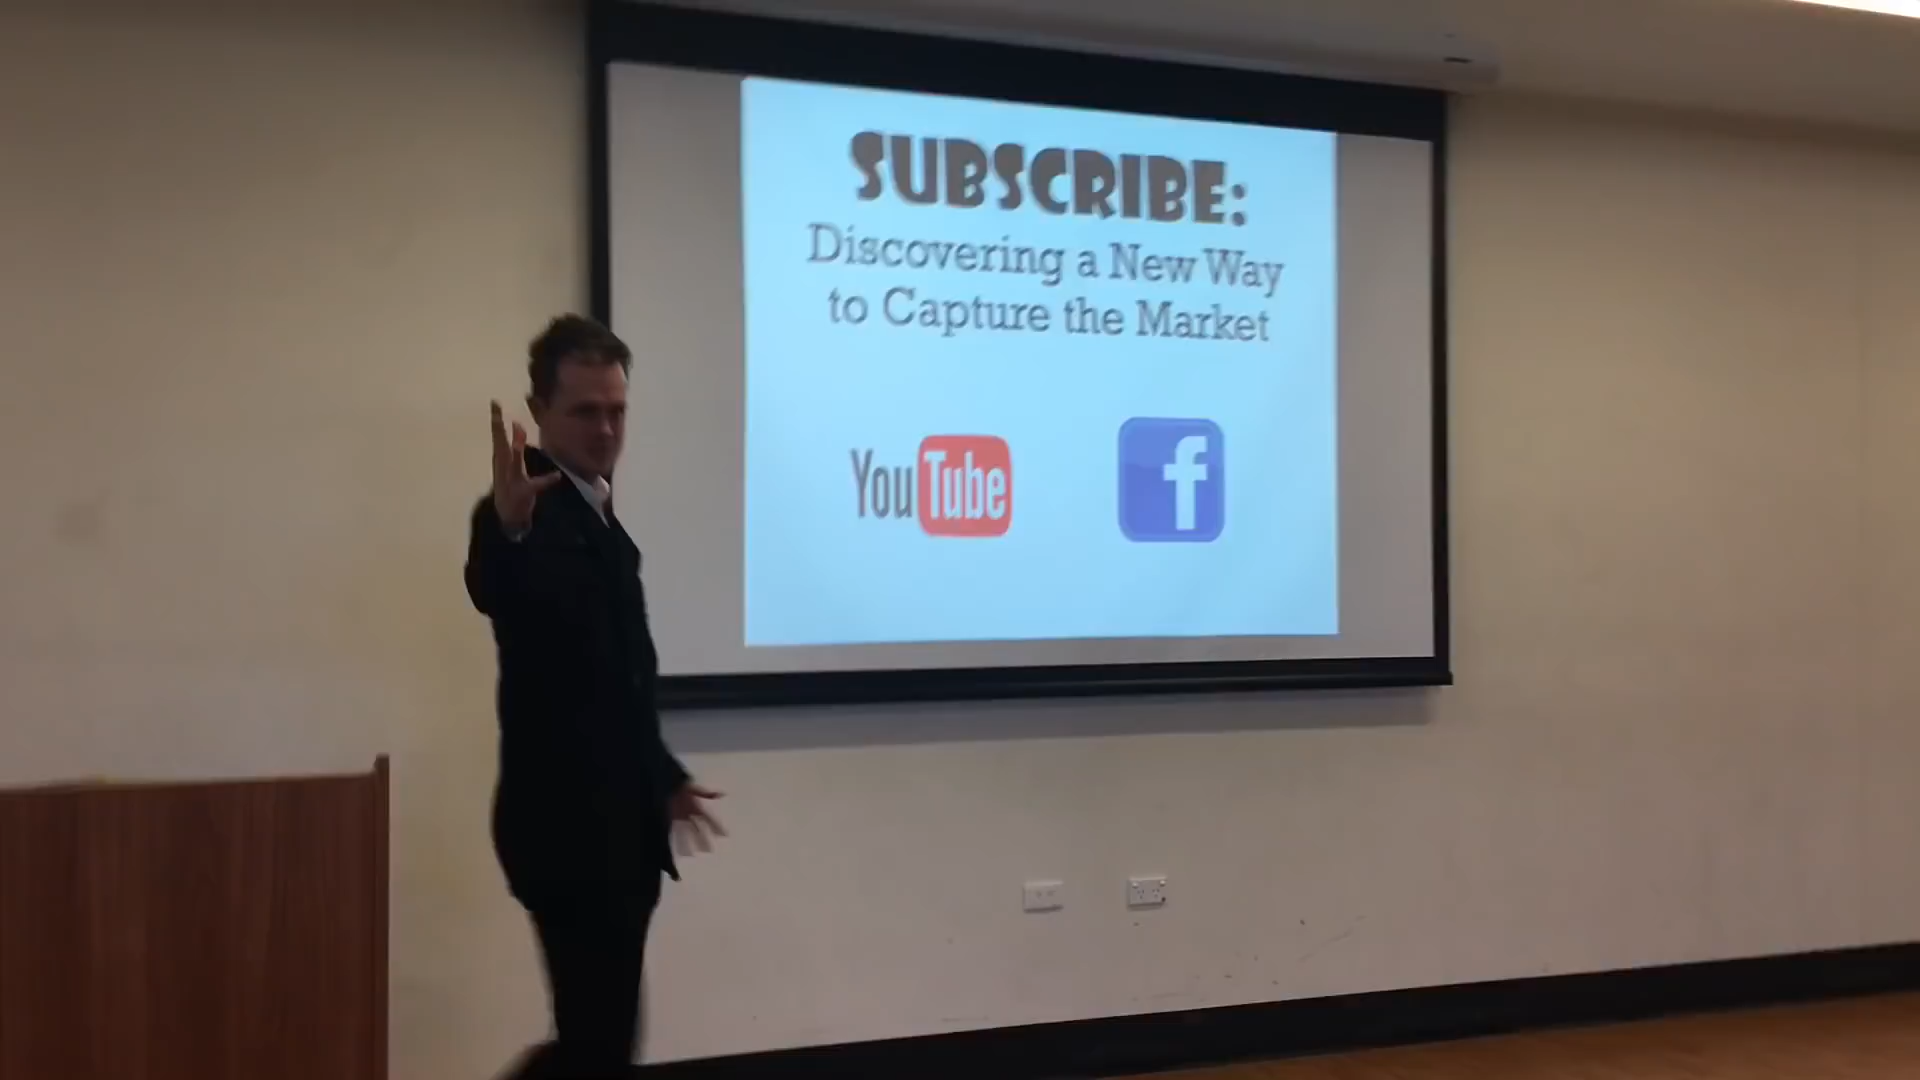 SUBSCRIBE:
Discovering a New Way
to Capture the Market
YouTube
f